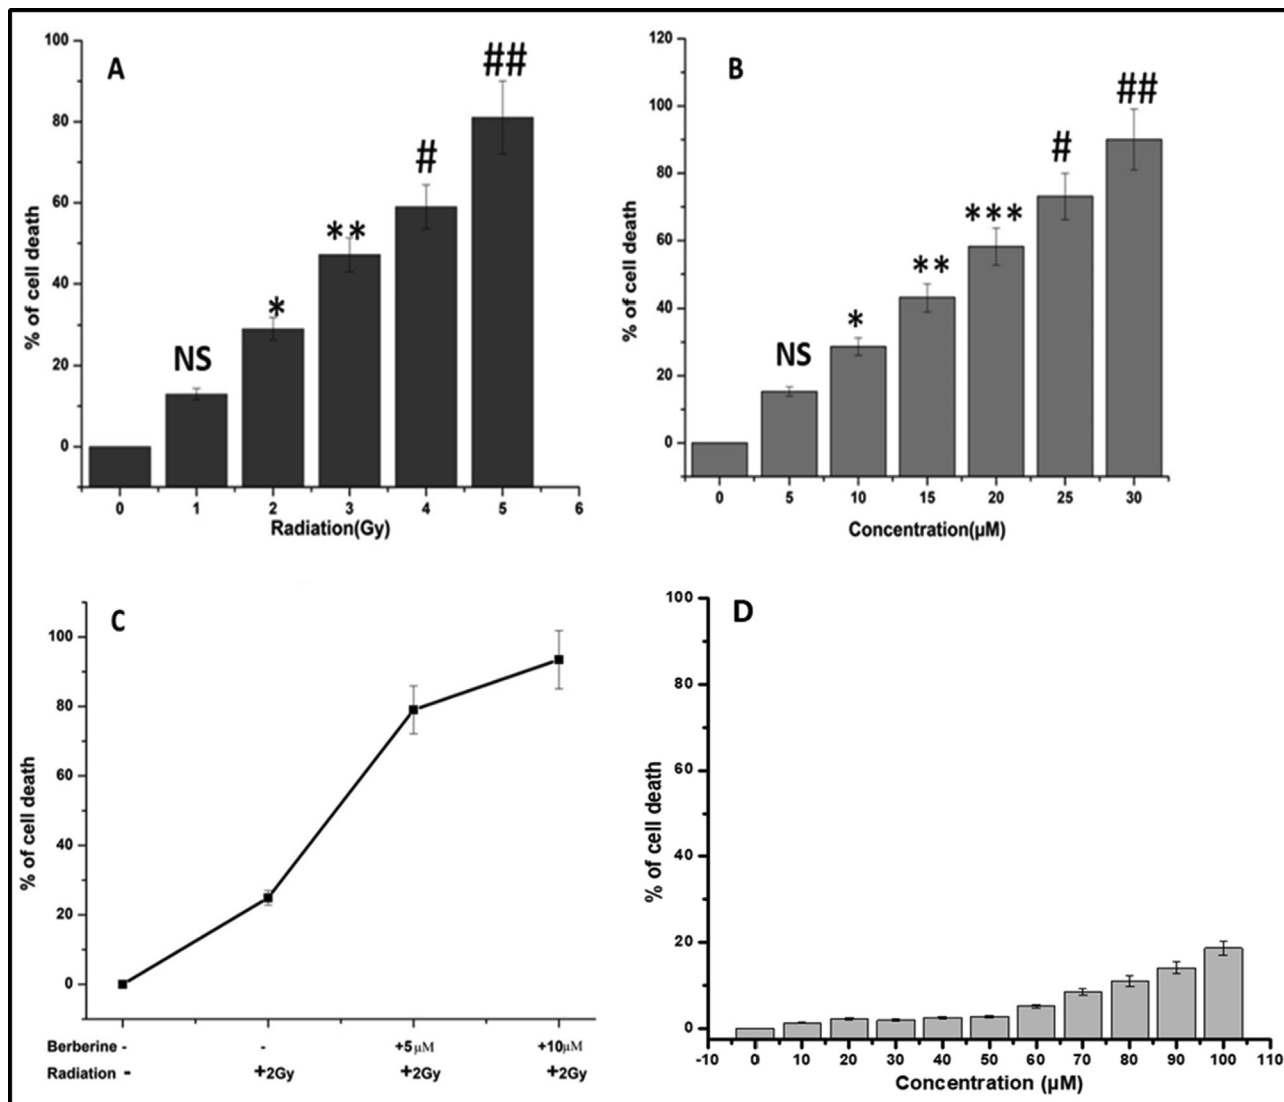 A
% of cell death
100
80
60
40
20
0
NS
*
**
#
##
0 1 2 3 4 5 6
Radiation(Gy)
B
% of cell death
120
100
80
60
40
20
0
NS
*
**
***
#
##
0 5 10 15 20 25 30
Concentration(µM)
C
% of cell death
100
80
60
40
20
0
Berberine - - +5µM +10µM
Radiation - +2Gy +2Gy +2Gy
D
% of cell death
100
80
60
40
20
0
-10 0 10 20 30 40 50 60 70 80 90 100 110
Concentration (µM)